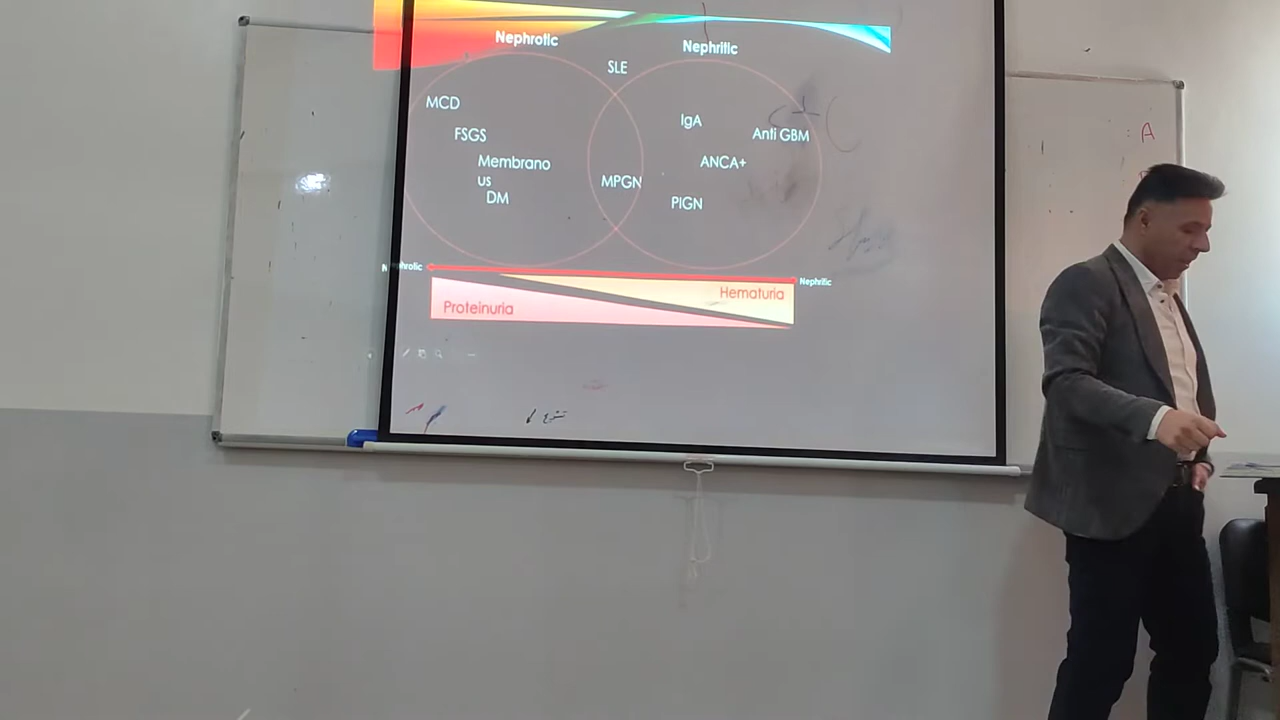 Nephrotic
Nephritic
SLE
MCD
IgA
FSGS
Anti GBM
Membrano
us
ANCA+
MPGN
DM
PIGN
Nephrotic
Nephritic
Hematuria
Proteinuria
: A